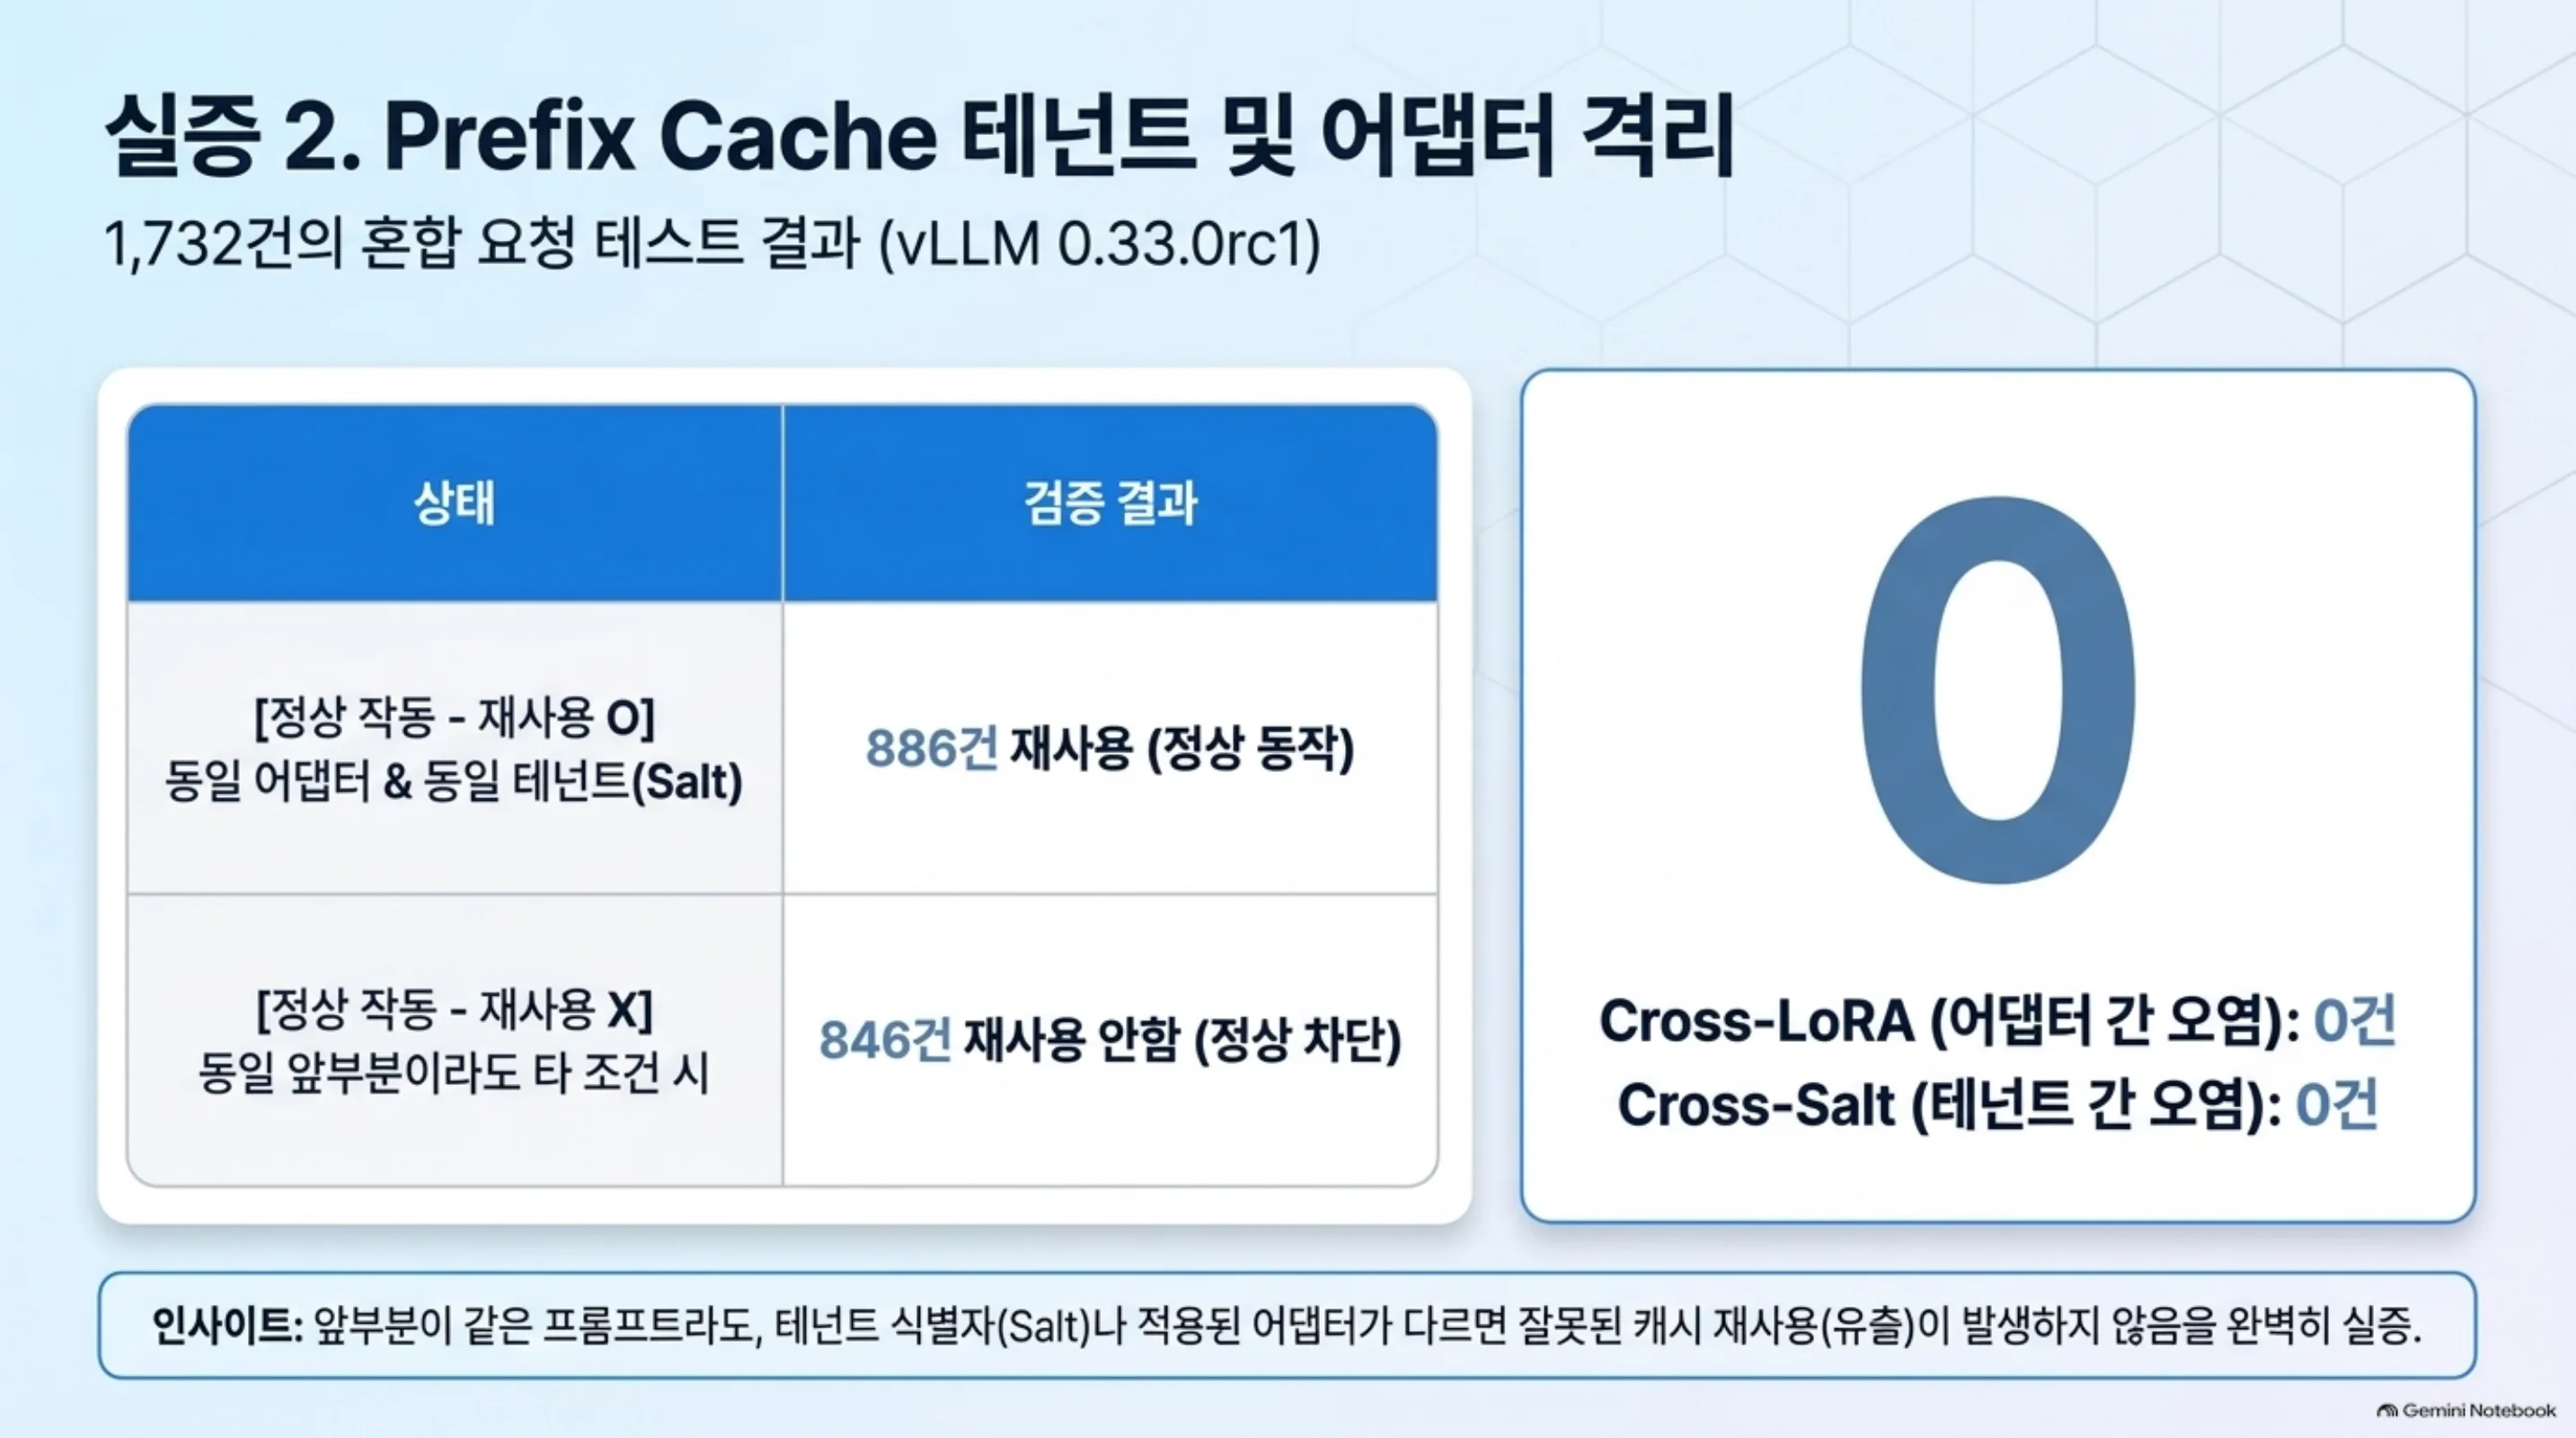 실증 2. Prefix Cache 테넌트 및 어댑터 격리
1,732건의 혼합 요청 테스트 결과 (vLLM 0.33.0rc1)
상태
검증 결과
[정상 작동 - 재사용 O]
동일 어댑터 & 동일 테넌트(Salt)
886건 재사용 (정상 동작)
[정상 작동 - 재사용 X]
동일 앞부분이라도 타 조건 시
846건 재사용 안함 (정상 차단)
0
Cross-LoRA (어댑터 간 오염): 0건
Cross-Salt (테넌트 간 오염): 0건
인사이트: 앞부분이 같은 프롬프트라도, 테넌트 식별자(Salt)나 적용된 어댑터가 다르면 잘못된 캐시 재사용(유출)이 발생하지 않음을 완벽히 실증.
Gemini Notebook